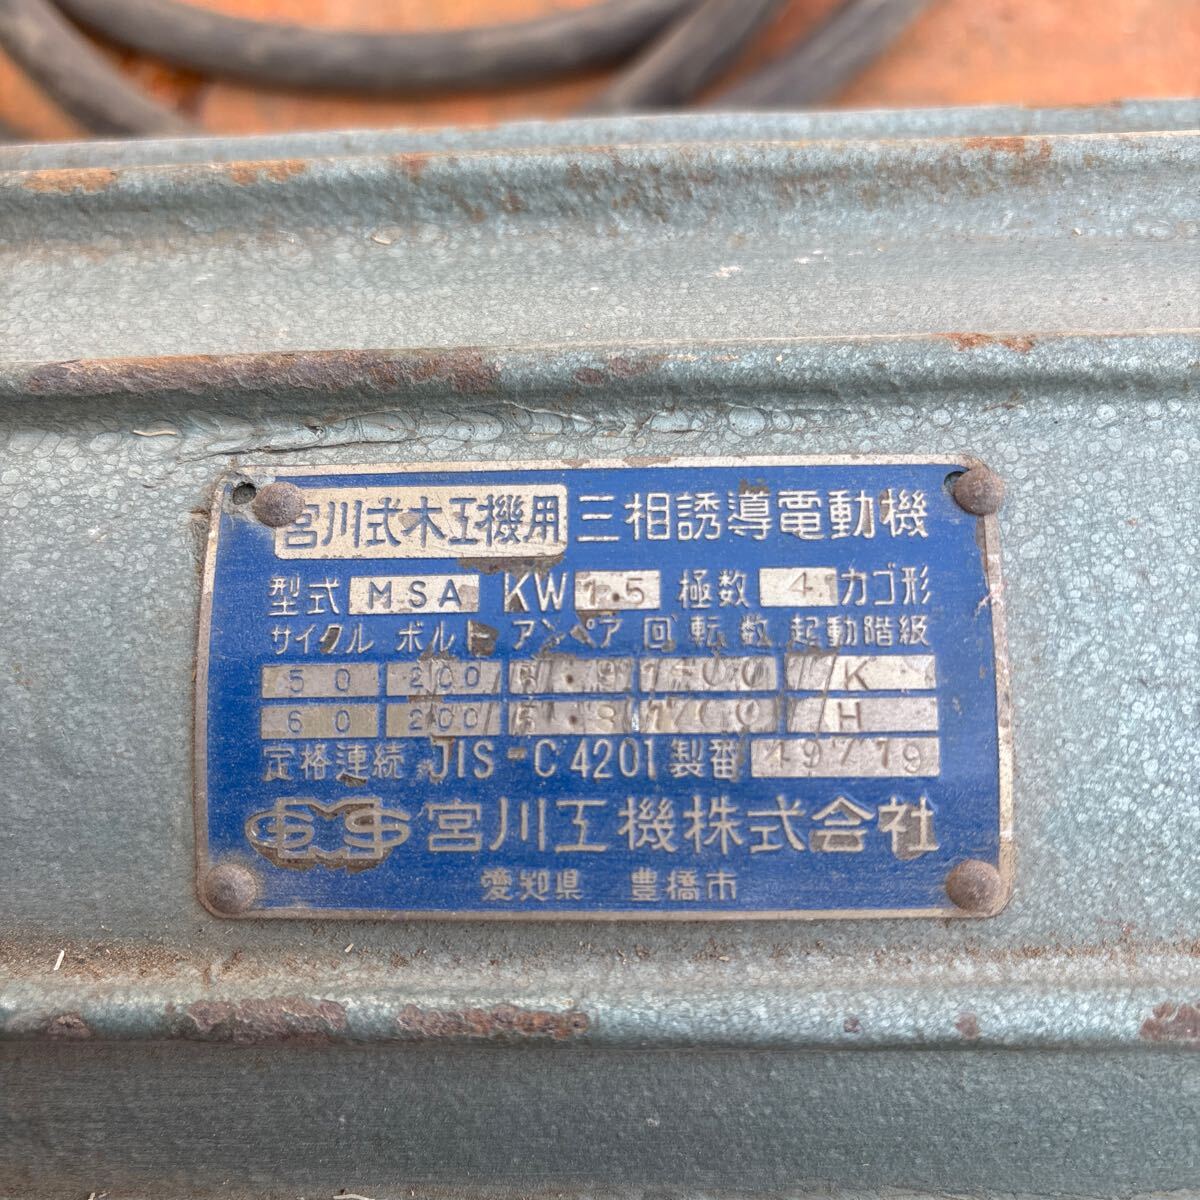 宮川式木工機用 三相誘導電動機
型式 MSA KW 1.5 極数 4 カゴ形
サイクル ボルト アンペア 回転数 起動階級
50 200 K
60 200 H
定格連続 JIS-C4201 製番 49779
宮川工機株式会社
愛知県 豊橋市